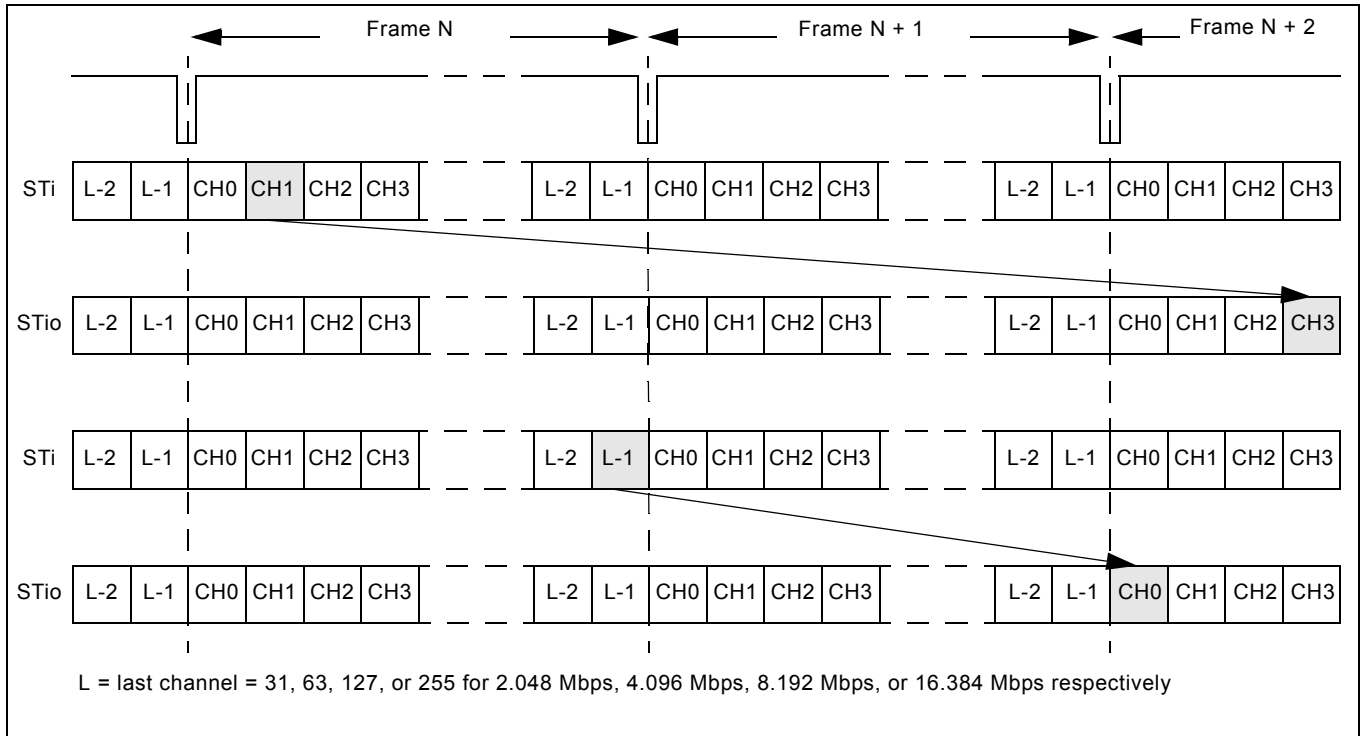 Frame N Frame N + 1 Frame N + 2
STi L-2 L-1 CH0 CH1 CH2 CH3 L-2 L-1 CH0 CH1 CH2 CH3 L-2 L-1 CH0 CH1 CH2 CH3
STio L-2 L-1 CH0 CH1 CH2 CH3 L-2 L-1 CH0 CH1 CH2 CH3 L-2 L-1 CH0 CH1 CH2 CH3
STi L-2 L-1 CH0 CH1 CH2 CH3 L-2 L-1 CH0 CH1 CH2 CH3 L-2 L-1 CH0 CH1 CH2 CH3
STio L-2 L-1 CH0 CH1 CH2 CH3 L-2 L-1 CH0 CH1 CH2 CH3 L-2 L-1 CH0 CH1 CH2 CH3
L = last channel = 31, 63, 127, or 255 for 2.048 Mbps, 4.096 Mbps, 8.192 Mbps, or 16.384 Mbps respectively